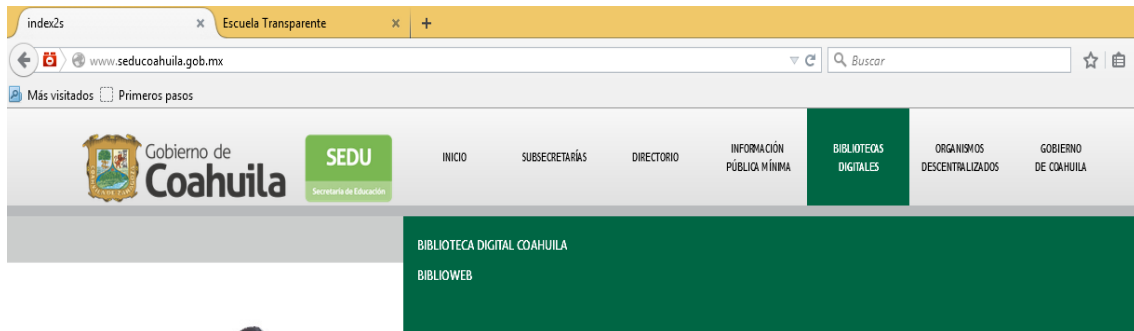 index2s
Escuela Transparente
www.seducoahuila.gob.mx
Buscar
Más visitados
Primeros pasos
Gobierno de
Coahuila
SEDU
Secretaría de Educación
INICIO
SUBSECRETARÍAS
DIRECTORIO
INFORMACIÓN
PÚBLICA MÍNIMA
BIBLIOTECAS
DIGITALES
ORGANISMOS
DESCENTRALIZADOS
GOBIERNO
DE COAHUILA
BIBLIOTECA DIGITAL COAHUILA
BIBLIOWEB